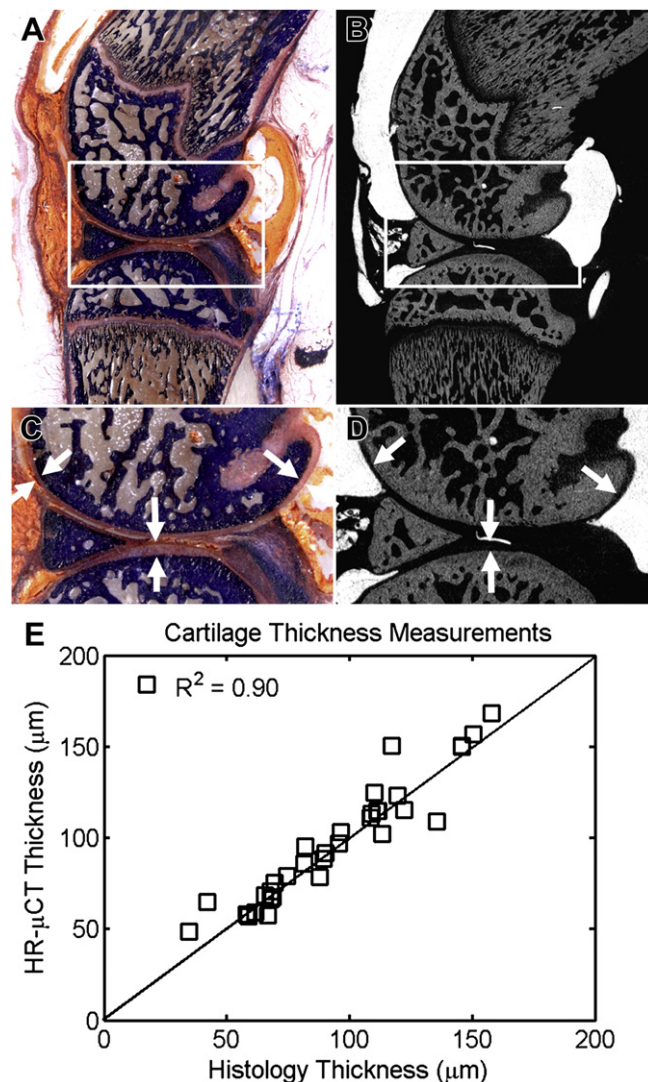 A
B
C
D
E
Cartilage Thickness Measurements
200
150
100
50
0
HR-μCT Thickness (μm)
R² = 0.90
0
50
100
150
200
Histology Thickness (μm)